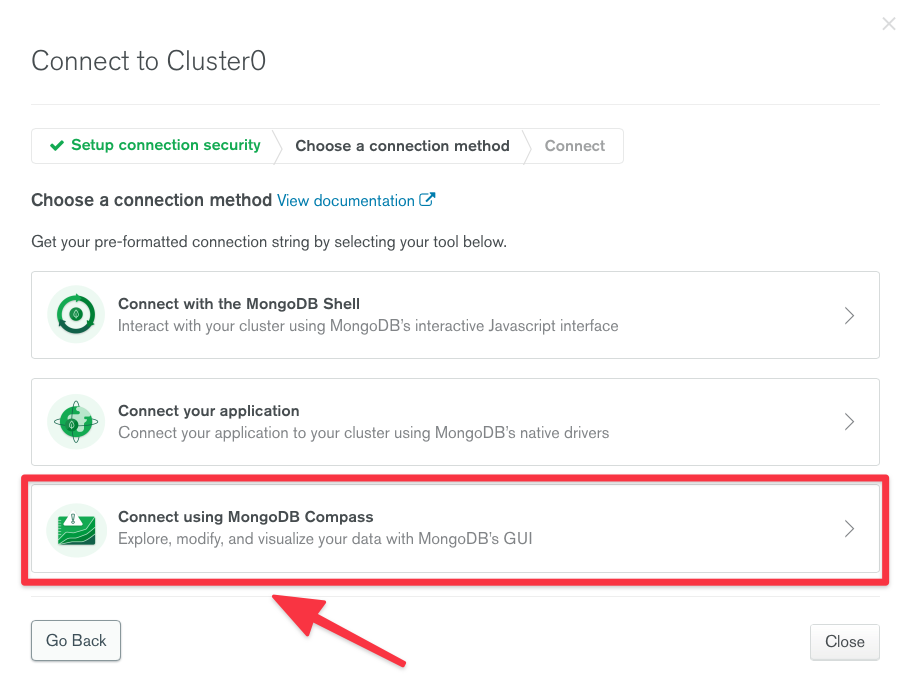 Connect to Cluster0
Setup connection security
Choose a connection method
Connect
Choose a connection method View documentation
Get your pre-formatted connection string by selecting your tool below.
Connect with the MongoDB Shell
Interact with your cluster using MongoDB's interactive Javascript interface
Connect your application
Connect your application to your cluster using MongoDB's native drivers
Connect using MongoDB Compass
Explore, modify, and visualize your data with MongoDB's GUI
Go Back
Close